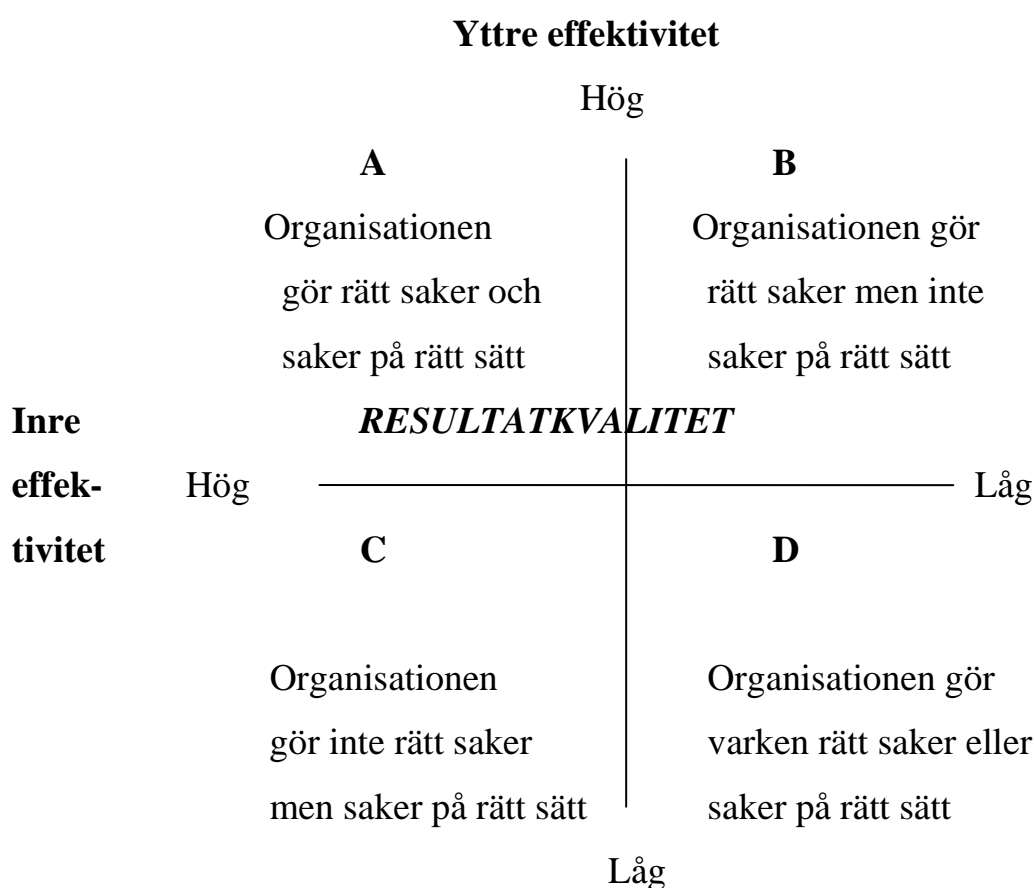 Yttre effektivitet
Hög
A
B
Organisationen
gör rätt saker och
saker på rätt sätt
Organisationen gör
rätt saker men inte
saker på rätt sätt
Inre
effek-
tivitet
RESULTATKVALITET
Hög
Låg
C
D
Organisationen
gör inte rätt saker
men saker på rätt sätt
Organisationen gör
varken rätt saker eller
saker på rätt sätt
Låg